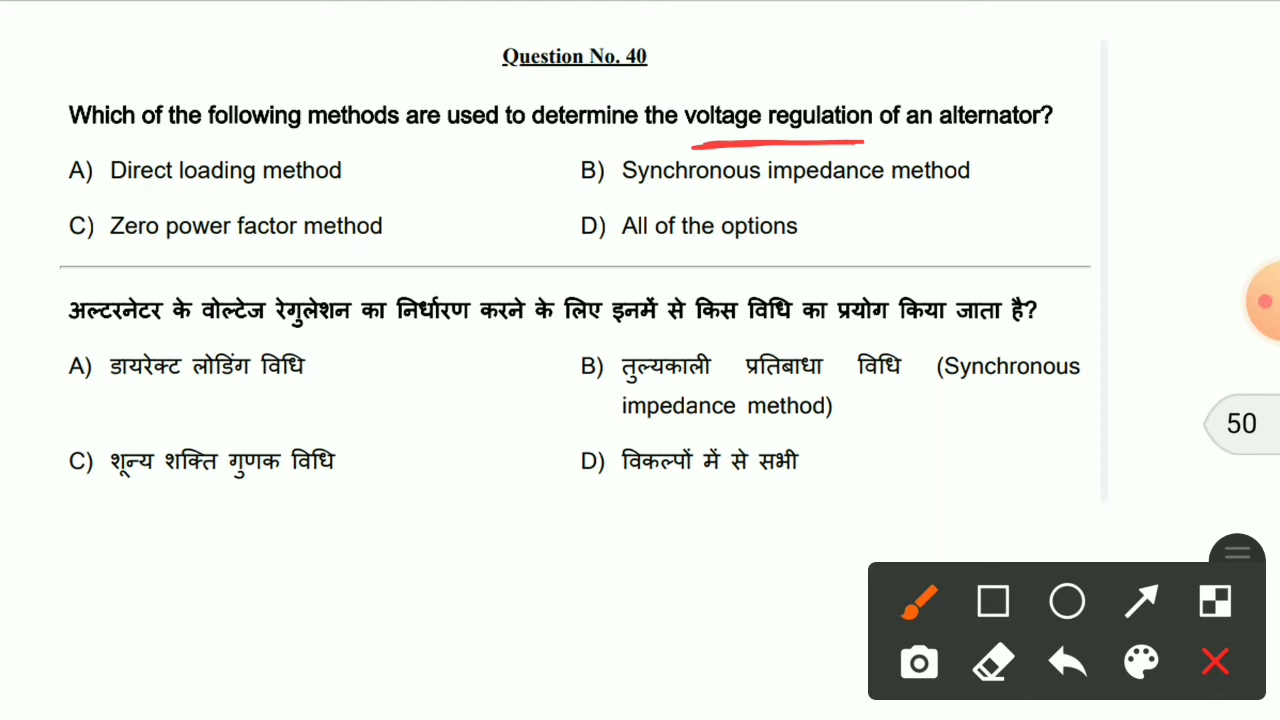 Question No. 40
Which of the following methods are used to determine the voltage regulation of an alternator?
A) Direct loading method B) Synchronous impedance method
C) Zero power factor method D) All of the options
अल्टरनेटर के वोल्टेज रेगुलेशन का निर्धारण करने के लिए इनमें से किस विधि का प्रयोग किया जाता है?
A) डायरेक्ट लोडिंग विधि B) तुल्यकाली प्रतिबाधा विधि (Synchronous
impedance method)
C) शून्य शक्ति गुणक विधि D) विकल्पों में से सभी
50